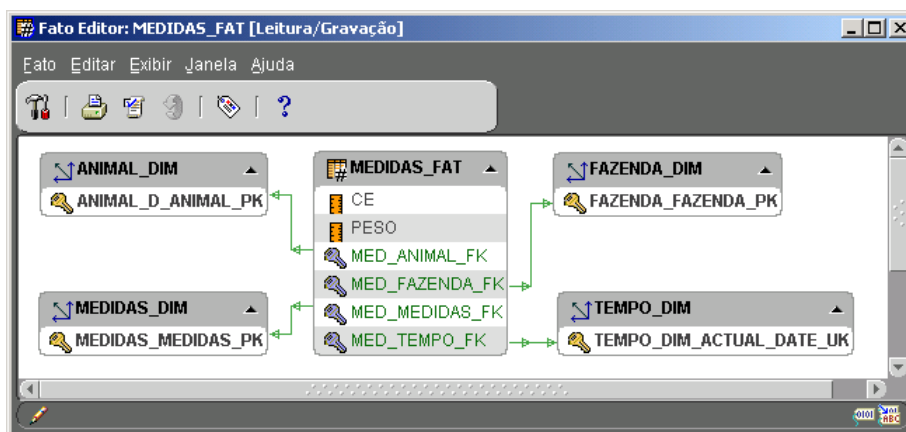 Fato Editor: MEDIDAS_FAT [Leitura/Gravação]
Fato Editar Exibir Janela Ajuda
ANIMAL_DIM
ANIMAL_D_ANIMAL_PK
MEDIDAS_FAT
CE
PESO
MED_ANIMAL_FK
MED_FAZENDA_FK
MED_MEDIDAS_FK
MED_TEMPO_FK
FAZENDA_DIM
FAZENDA_FAZENDA_PK
MEDIDAS_DIM
MEDIDAS_MEDIDAS_PK
TEMPO_DIM
TEMPO_DIM_ACTUAL_DATE_UK